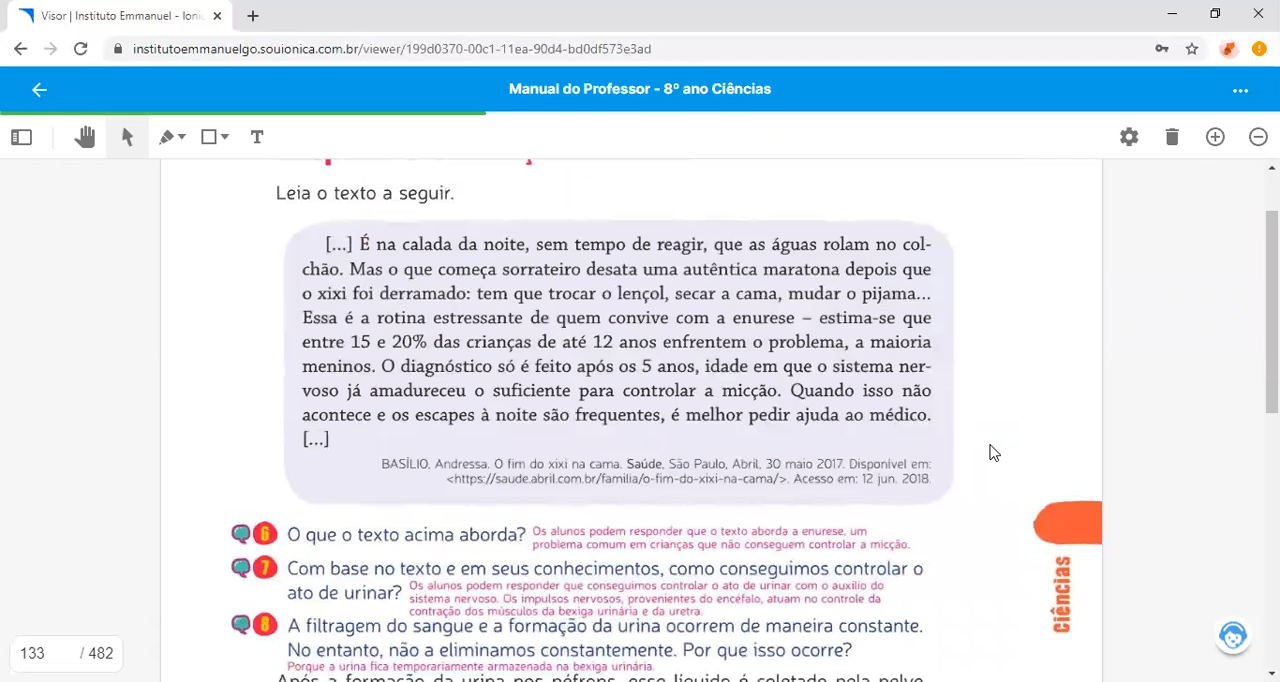 Visor | Instituto Emmanuel - Ioni
institutoemmanuelgo.souionica.com.br/viewer/199d0370-00c1-11ea-90d4-bd0df573e3ad
Manual do Professor - 8º ano Ciências
T
Leia o texto a seguir.
[...] É na calada da noite, sem tempo de reagir, que as águas rolam no col-
chão. Mas o que começa sorrateiro desata uma autêntica maratona depois que
o xixi foi derramado: tem que trocar o lençol, secar a cama, mudar o pijama...
Essa é a rotina estressante de quem convive com a enurese – estima-se que
entre 15 e 20% das crianças de até 12 anos enfrentem o problema, a maioria
meninos. O diagnóstico só é feito após os 5 anos, idade em que o sistema ner-
voso já amadureceu o suficiente para controlar a micção. Quando isso não
acontece e os escapes à noite são frequentes, é melhor pedir ajuda ao médico.
[...]
BASÍLIO, Andressa. O fim do xixi na cama. Saúde, São Paulo, Abril, 30 maio 2017. Disponível em:
<https://saude.abril.com.br/familia/o-fim-do-xixi-na-cama/>. Acesso em: 12 jun. 2018.
6 O que o texto acima aborda? Os alunos podem responder que o texto aborda a enurese, um
problema comum em crianças que não conseguem controlar a micção.
7 Com base no texto e em seus conhecimentos, como conseguimos controlar o
ato de urinar? Os alunos podem responder que conseguimos controlar o ato de urinar com o auxílio do
sistema nervoso. Os impulsos nervosos, provenientes do encéfalo, atuam no controle da
contração dos músculos da bexiga urinária e da uretra.
8 A filtragem do sangue e a formação da urina ocorrem de maneira constante.
No entanto, não a eliminamos constantemente. Por que isso ocorre?
Porque a urina fica temporariamente armazenada na bexiga urinária.
Após a formação da urina nos néfrons, esse líquido é coletado pela pelve
Ciências
133 / 482